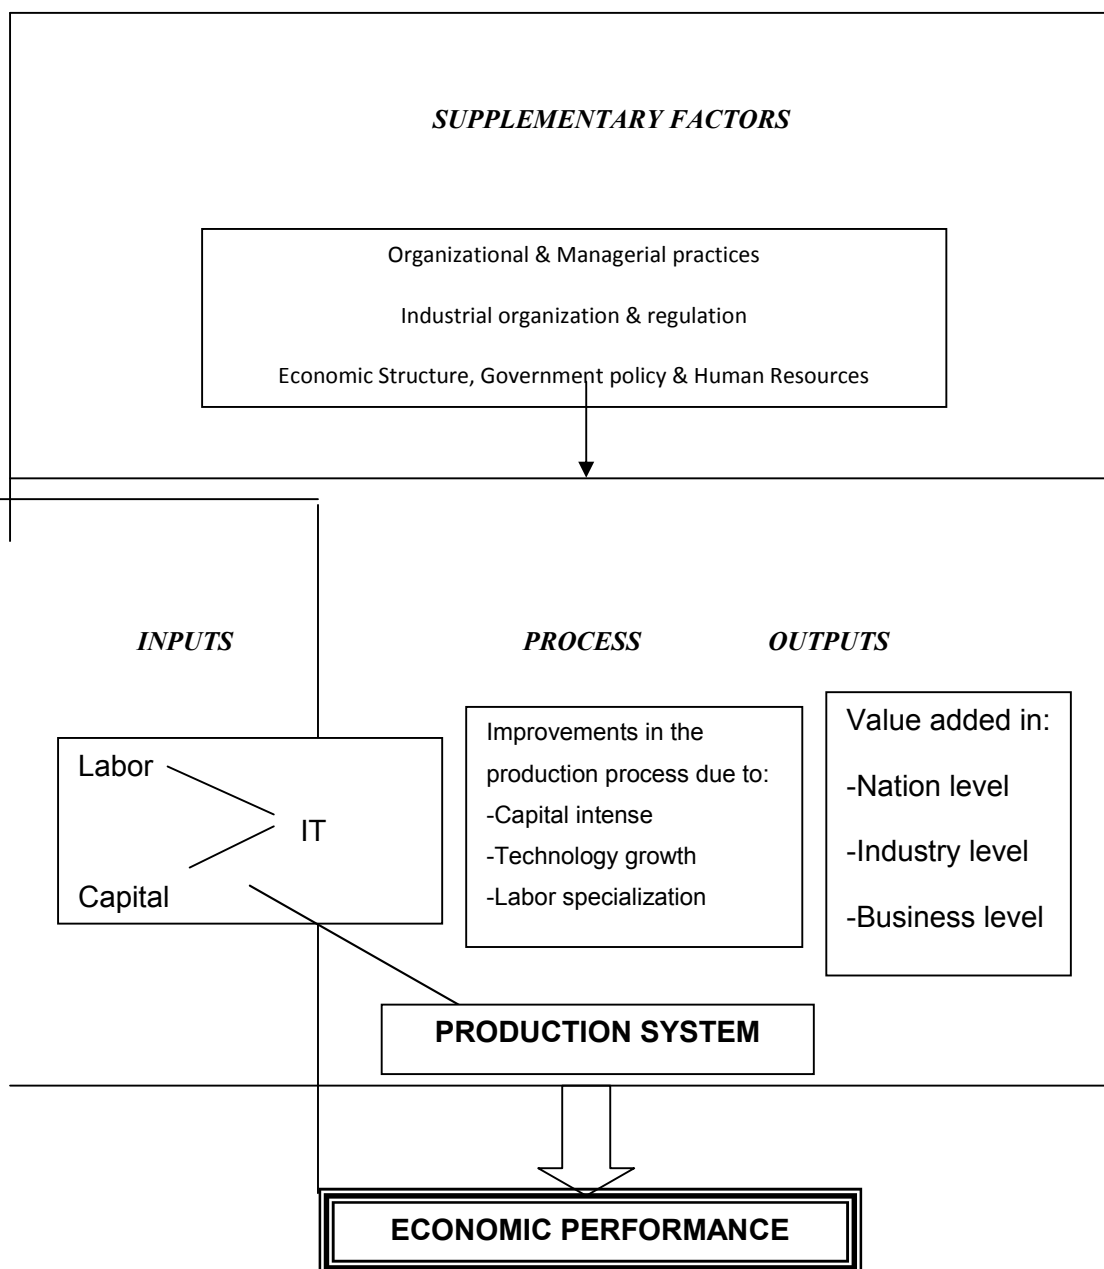 SUPPLEMENTARY FACTORS
Organizational & Managerial practices
Industrial organization & regulation
Economic Structure, Government policy & Human Resources
INPUTS
PROCESS
OUTPUTS
Labor
IT
Capital
Improvements in the
production process due to:
-Capital intense
-Technology growth
-Labor specialization
Value added in:
-Nation level
-Industry level
-Business level
PRODUCTION SYSTEM
ECONOMIC PERFORMANCE